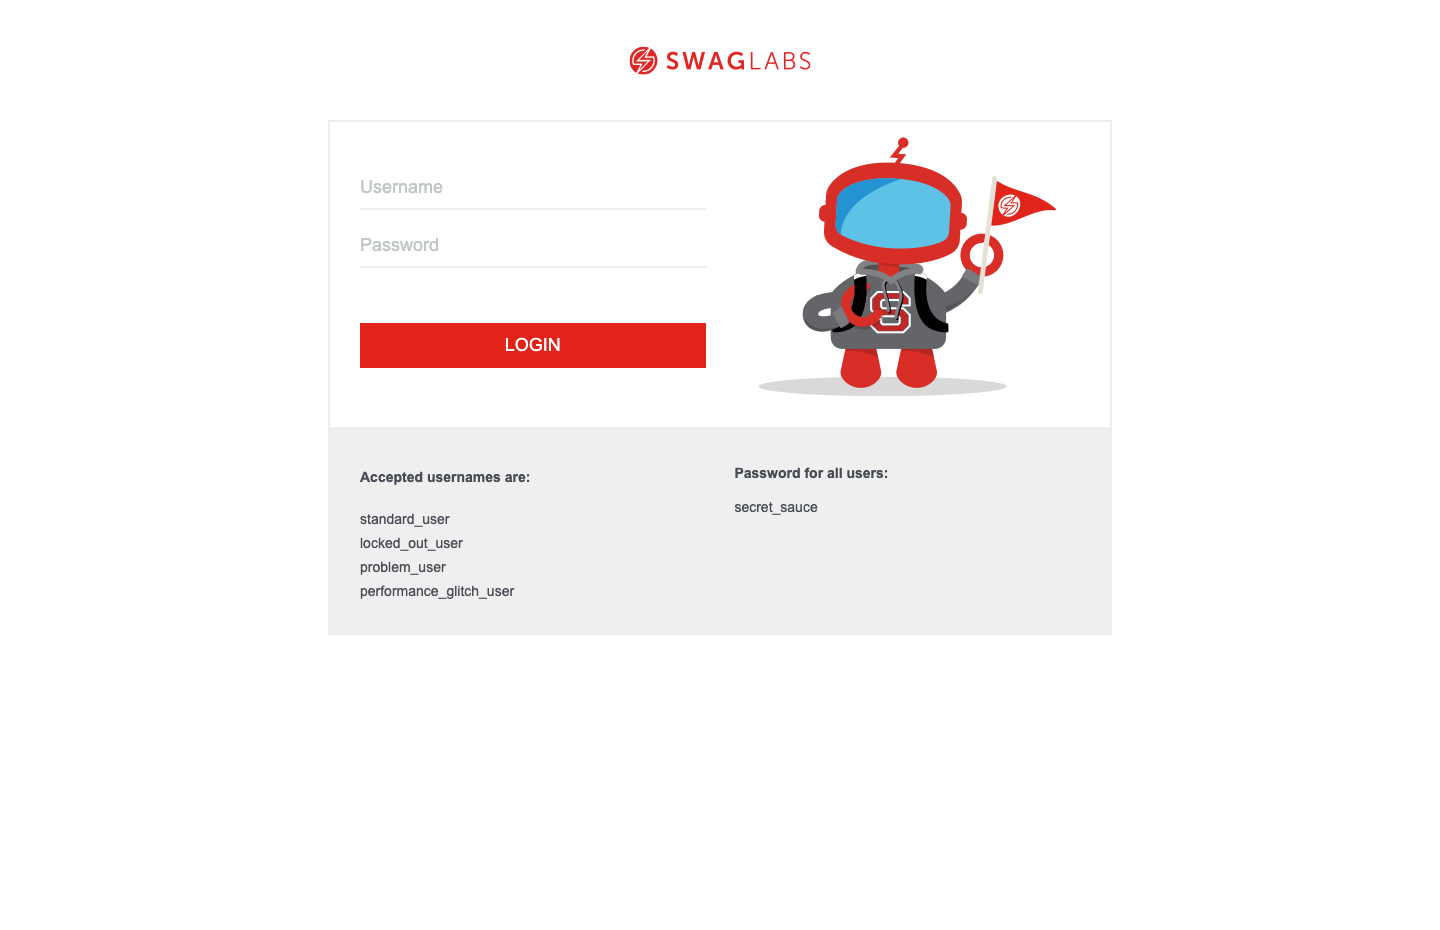 SWAGLABS
Username
Password
LOGIN
S
Accepted usernames are:
standard_user
locked_out_user
problem_user
performance_glitch_user
Password for all users:
secret_sauce